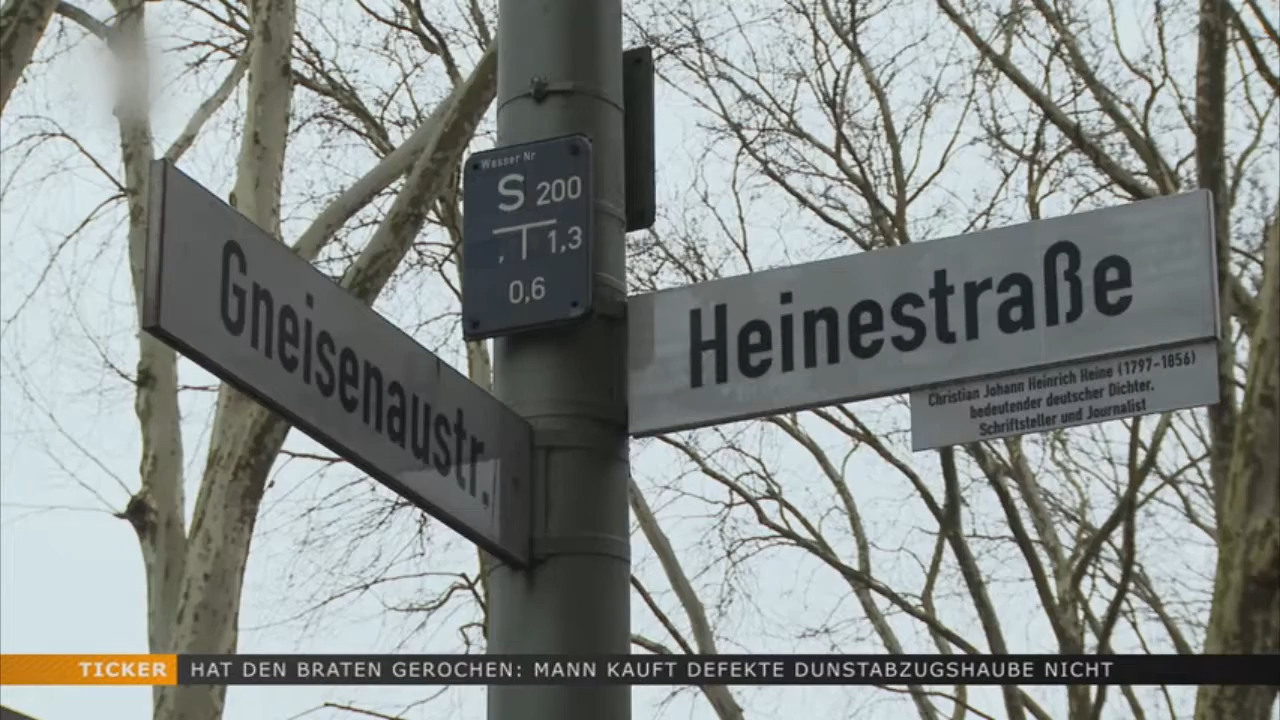 Wasser Nr
S 200
, T 1,3
0,6
Gneisenaustr.
Heinestraße
Christian Johann Heinrich Heine (1797-1856)
bedeutender deutscher Dichter,
Schriftsteller und Journalist
TICKER HAT DEN BRATEN GEROCHEN: MANN KAUFT DEFEKTE DUNSTABZUGSHAUBE NICHT